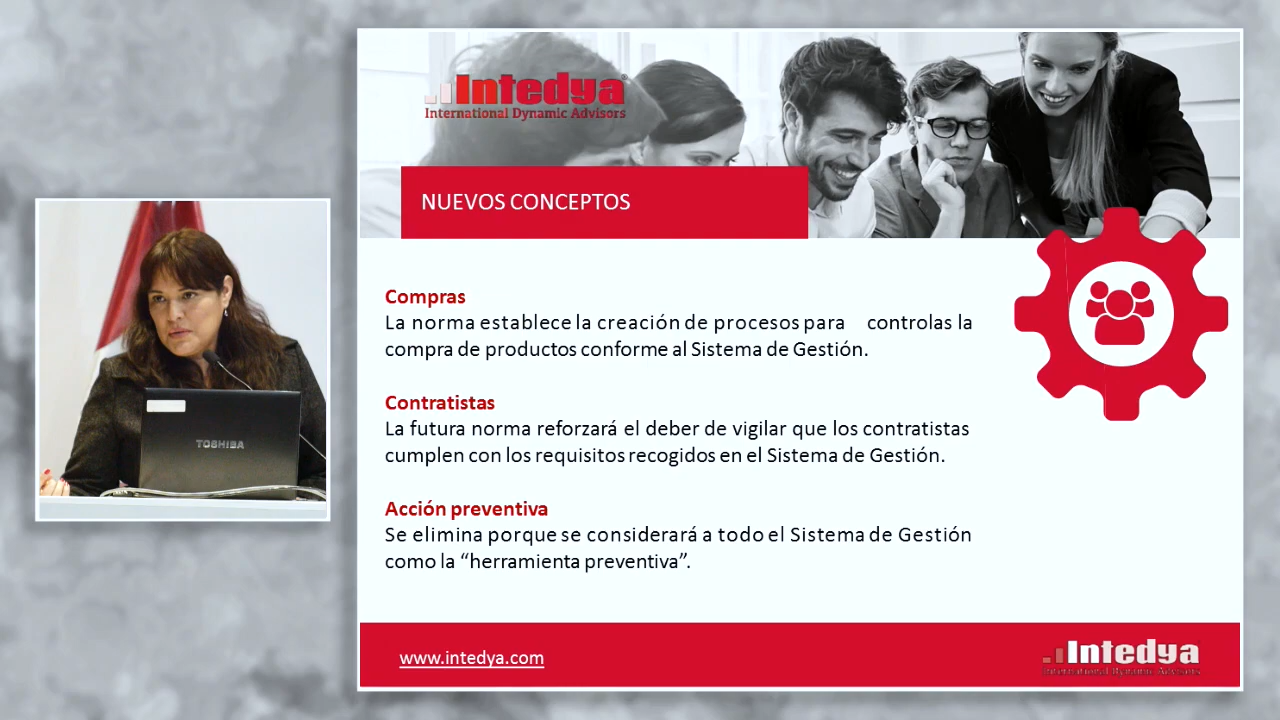 Intedya
International Dynamic Advisors
NUEVOS CONCEPTOS
TOSHIBA
Compras
La norma establece la creación de procesos para controlas la
compra de productos conforme al Sistema de Gestión.
Contratistas
La futura norma reforzará el deber de vigilar que los contratistas
cumplen con los requisitos recogidos en el Sistema de Gestión.
Acción preventiva
Se elimina porque se considerará a todo el Sistema de Gestión
como la “herramienta preventiva”.
www.intedya.com
Intedya
International Dynamic Advisors